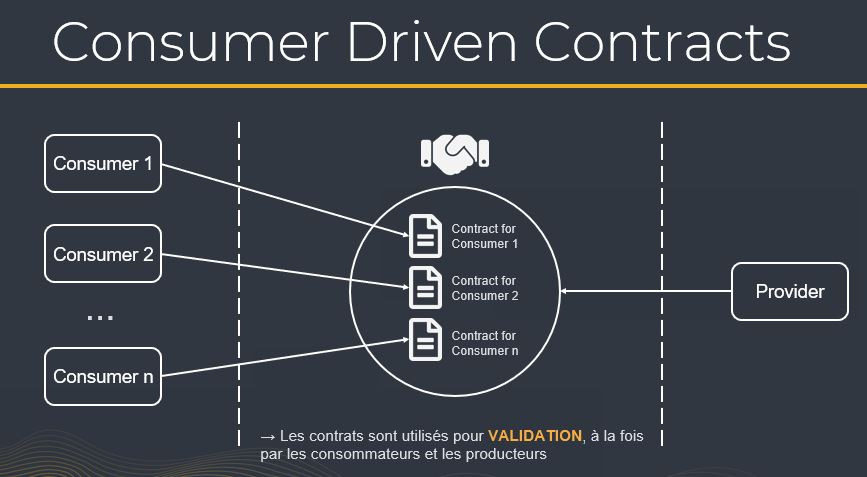 Consumer Driven Contracts
Consumer 1
Consumer 2
...
Consumer n
Contract for
Consumer 1
Contract for
Consumer 2
Contract for
Consumer n
Provider
→ Les contrats sont utilisés pour VALIDATION, à la fois
par les consommateurs et les producteurs